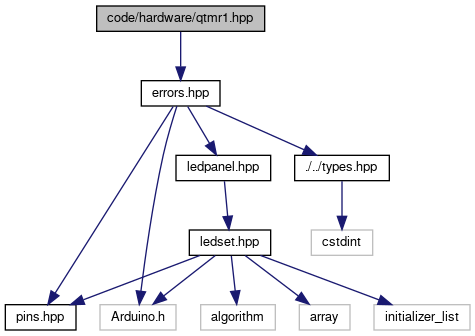 code/hardware/qtmr1.hpp
errors.hpp
ledpanel.hpp
./../types.hpp
ledset.hpp
cstdint
pins.hpp
Arduino.h
algorithm
array
initializer_list